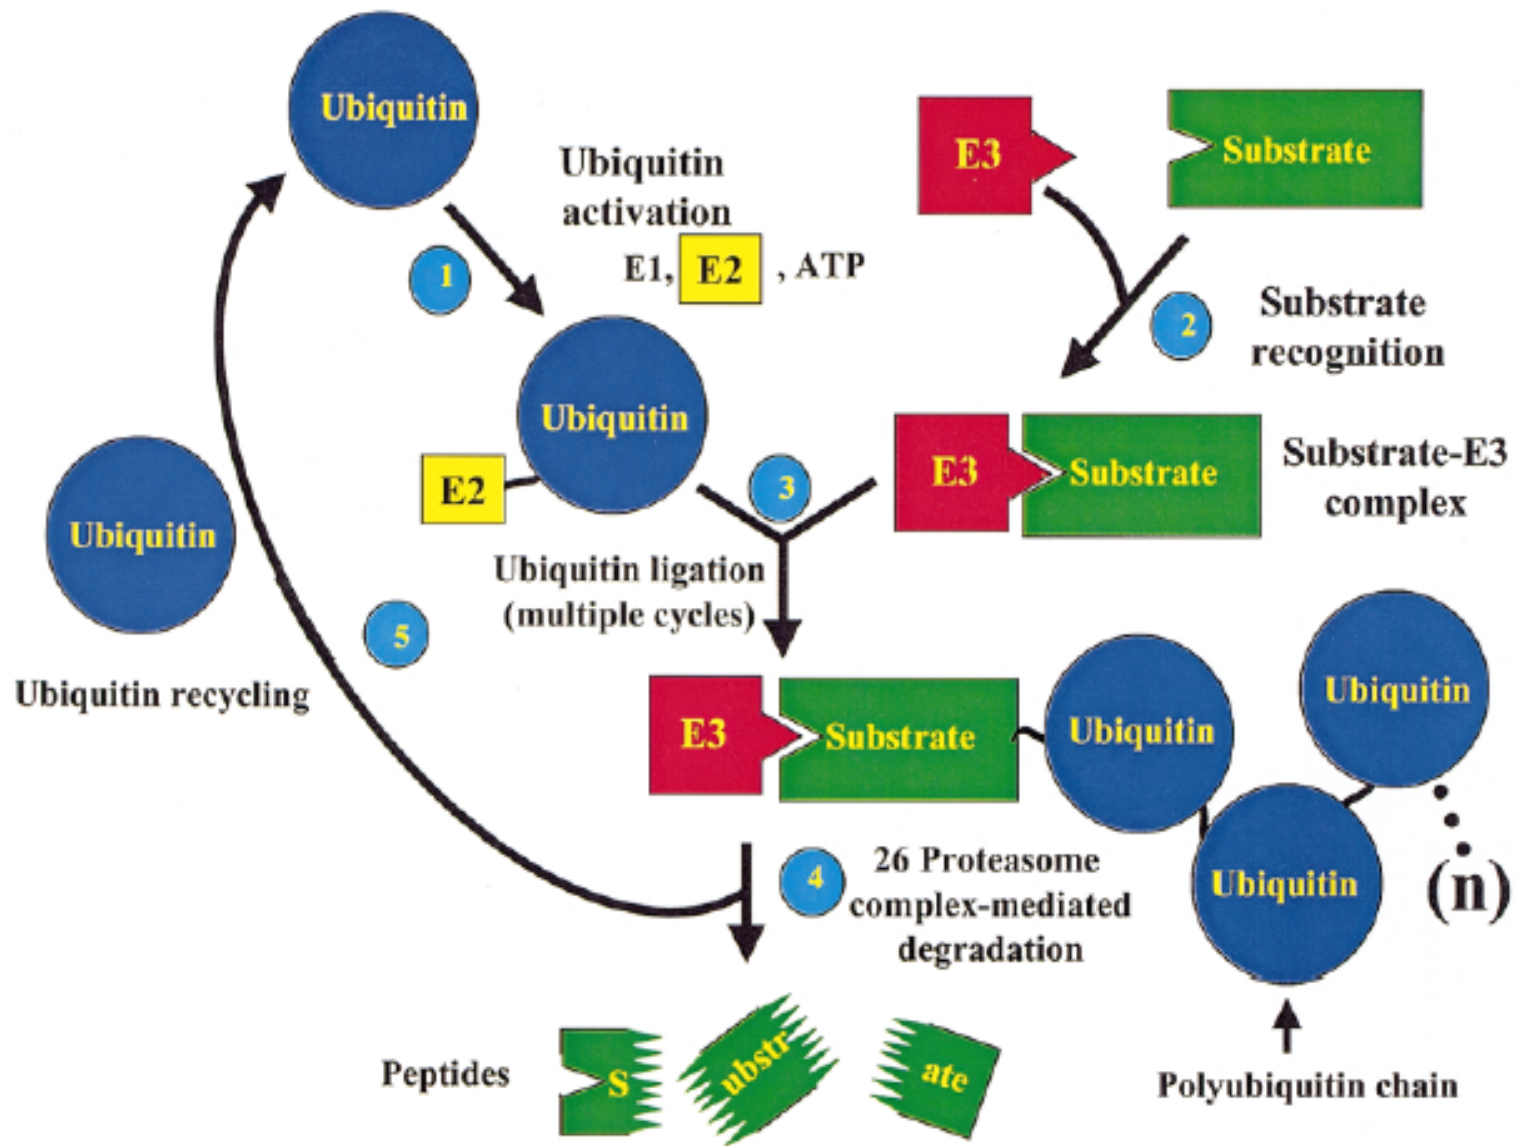 Ubiquitin
Ubiquitin
activation
E1, E2 , ATP
1
E3
Substrate
2
Substrate
recognition
Ubiquitin
E2
3
E3
Substrate
Substrate-E3
complex
Ubiquitin
Ubiquitin recycling
5
Ubiquitin ligation
(multiple cycles)
E3
Substrate
Ubiquitin
Ubiquitin
Ubiquitin
(n)
4
26 Proteasome
complex-mediated
degradation
Polyubiquitin chain
Peptides
S
ubstr
ate